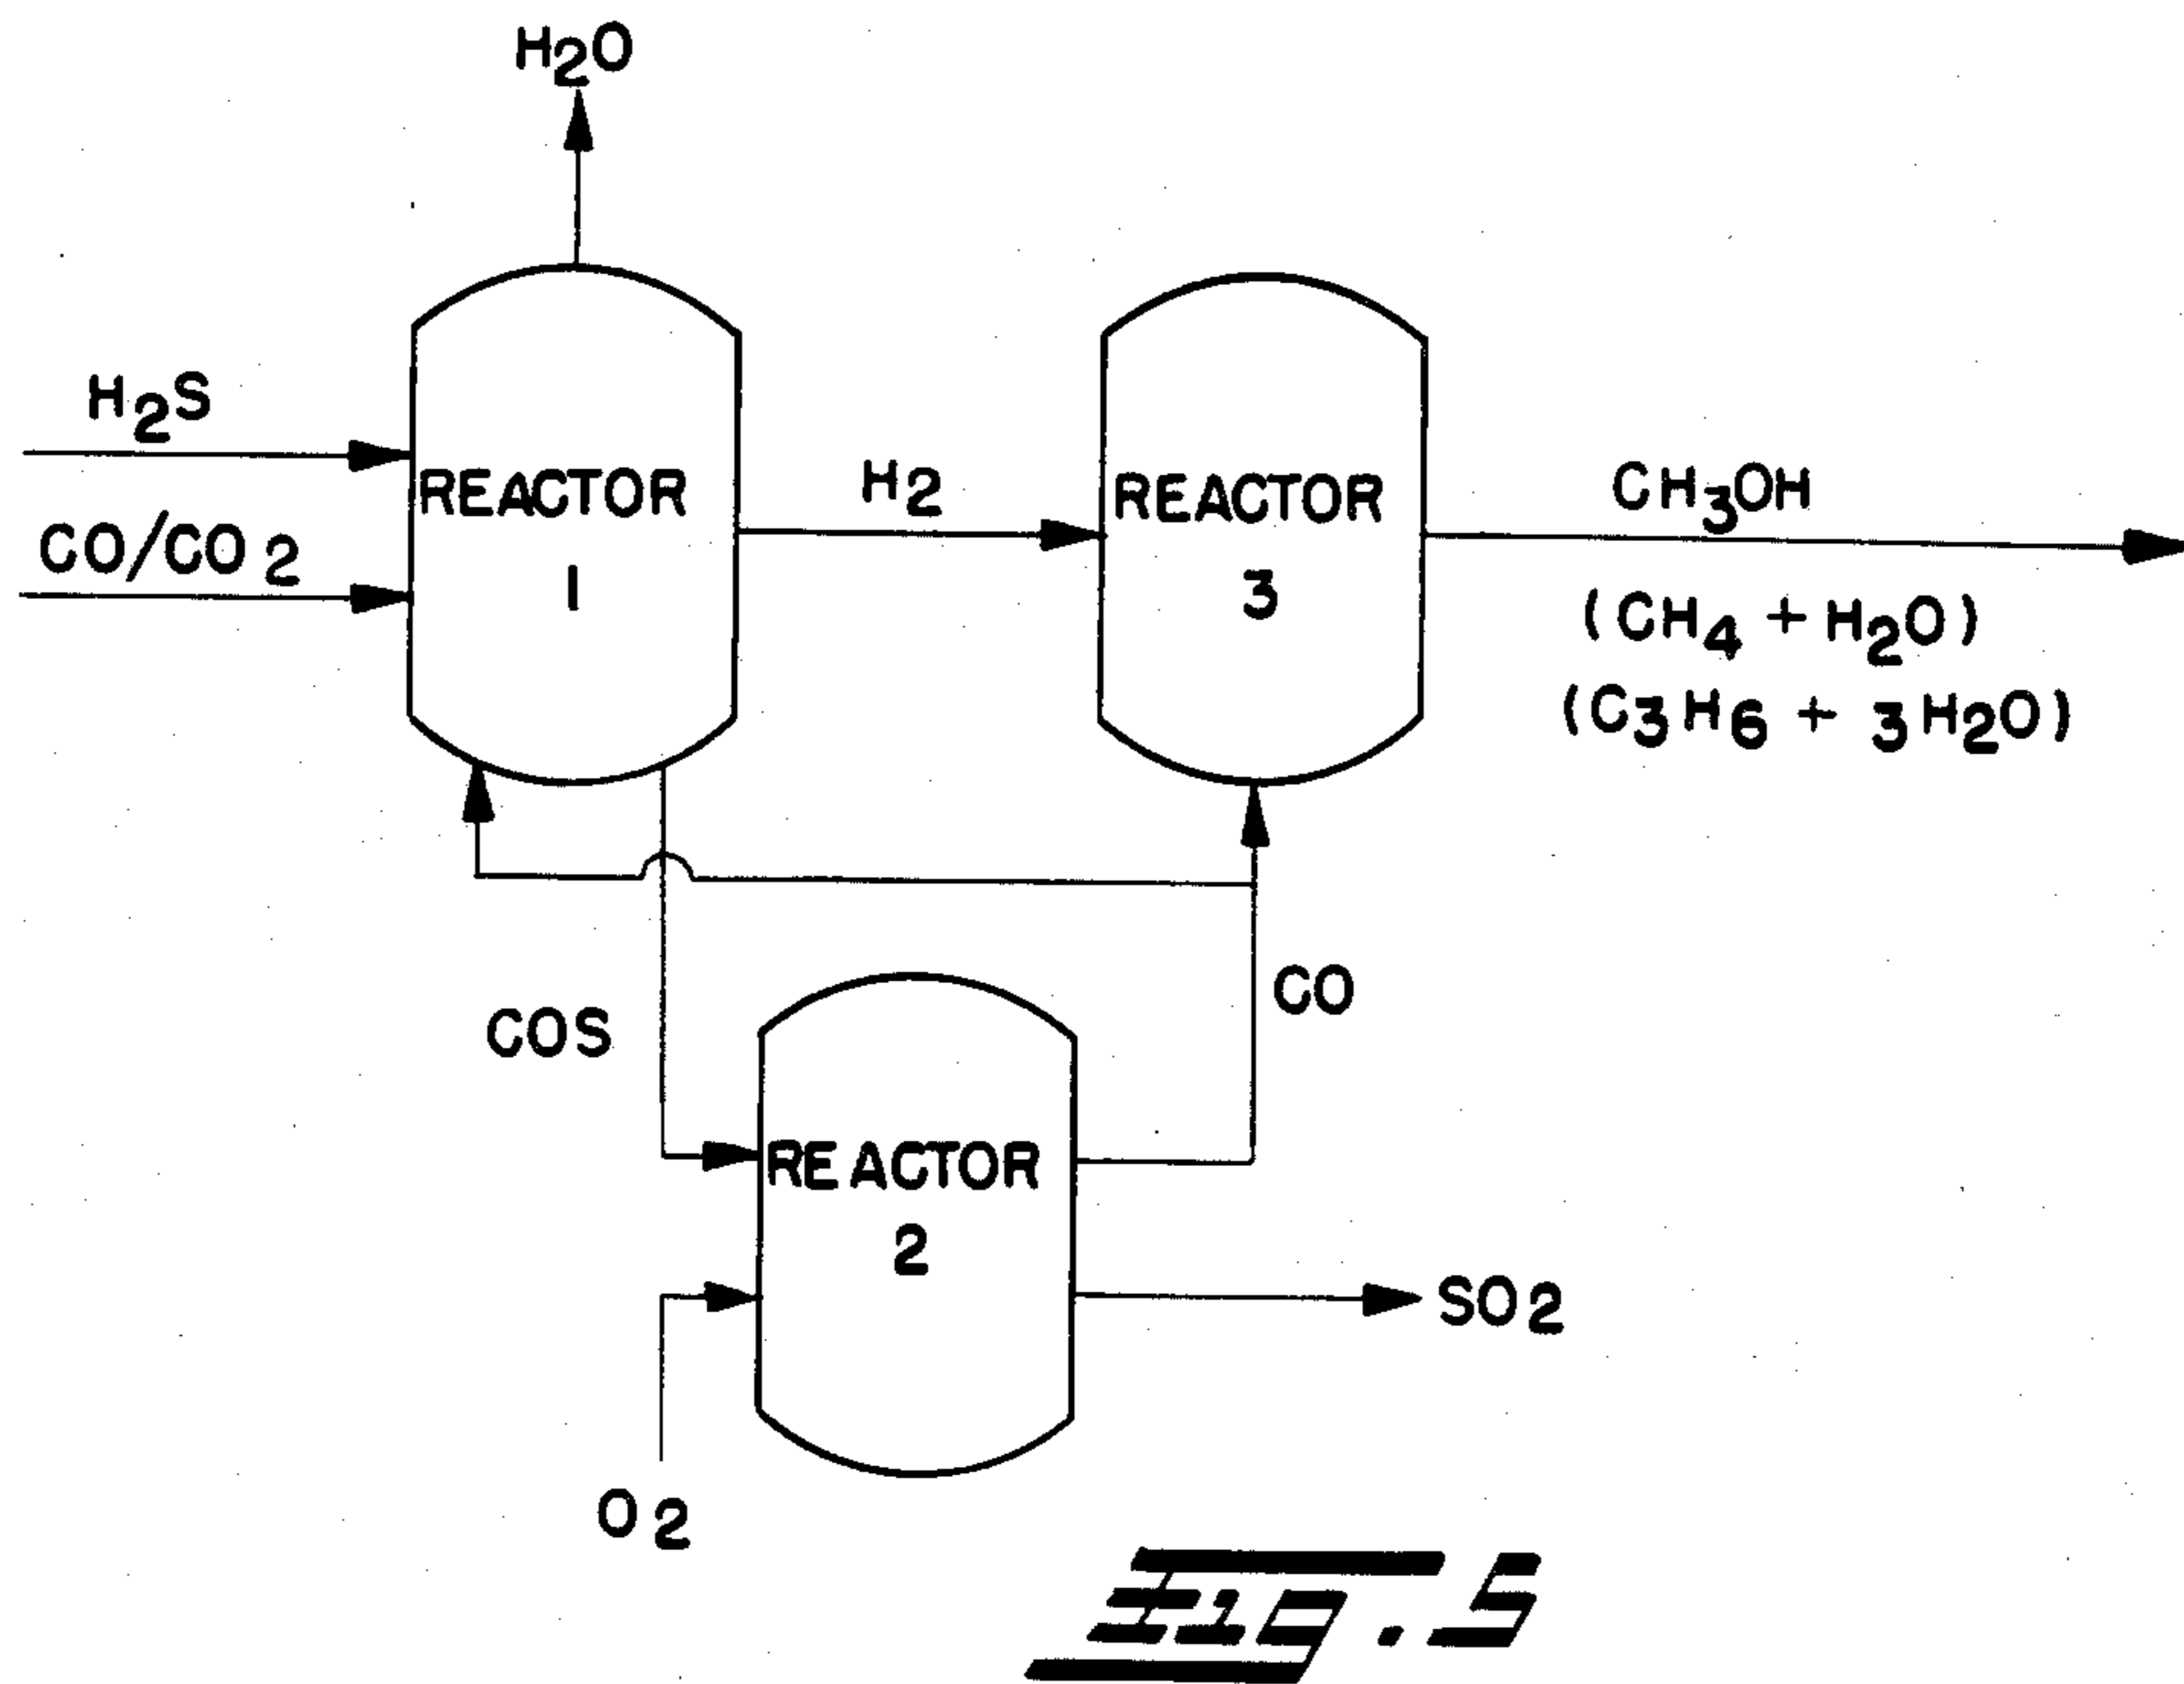 H2O
H2S
CO/CO2
REACTOR
1
H2
REACTOR
3
CH3OH
(CH4 + H2O)
(C3H6 + 3H2O)
COS
CO
REACTOR
2
SO2
O2
FIG. 5